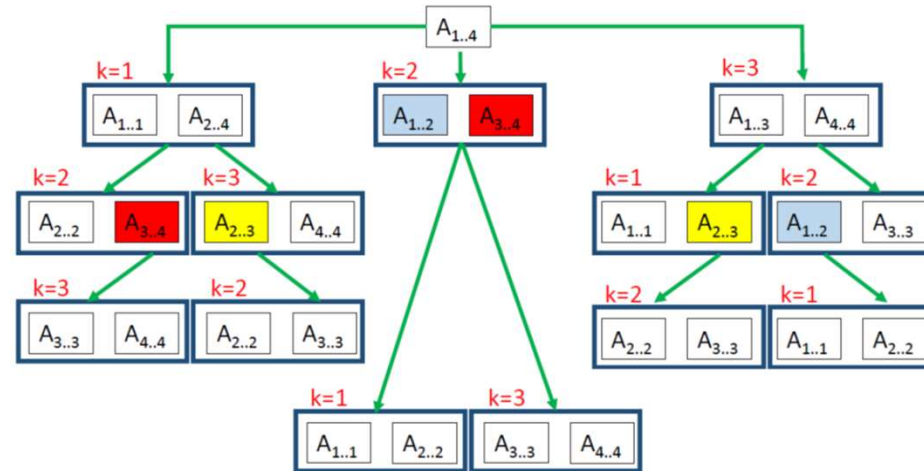 A1..4
k=1 k=2 k=3
A1..1 A2..4 A1..2 A3..4 A1..3 A4..4
k=2 k=3 k=1 k=2
A2..2 A3..4 A2..3 A4..4 A1..1 A2..3 A1..2 A3..3
k=3 k=2 k=2 k=1
A3..3 A4..4 A2..2 A3..3 A2..2 A3..3 A1..1 A2..2
k=1 k=3
A1..1 A2..2 A3..3 A4..4